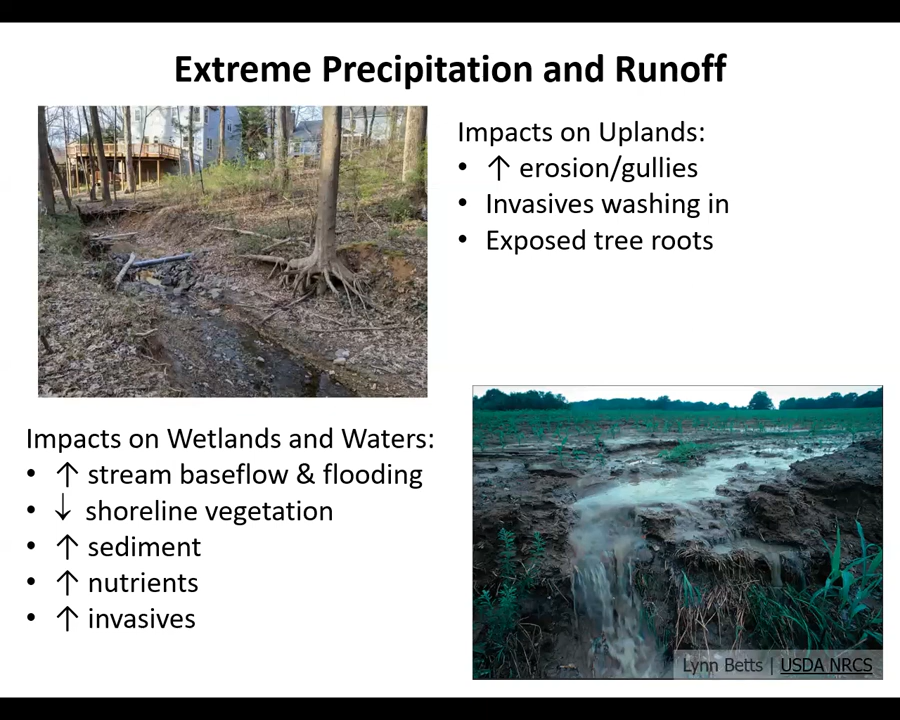 Extreme Precipitation and Runoff
Impacts on Uplands:
• ↑ erosion/gullies
• Invasives washing in
• Exposed tree roots
Impacts on Wetlands and Waters:
• ↑ stream baseflow & flooding
• ↓ shoreline vegetation
• ↑ sediment
• ↑ nutrients
• ↑ invasives
Lynn Betts | USDA NRCS